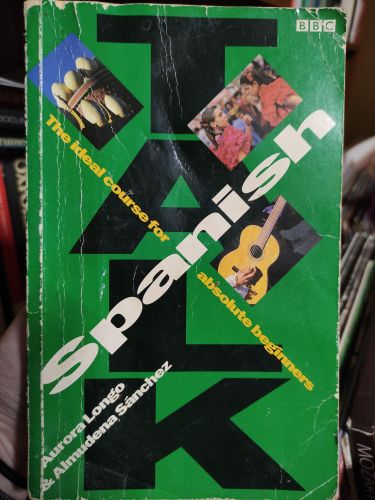 BBC
TALK
Spanish
The ideal course for
absolute beginners
Aurora Longo
& Almudena Sánchez